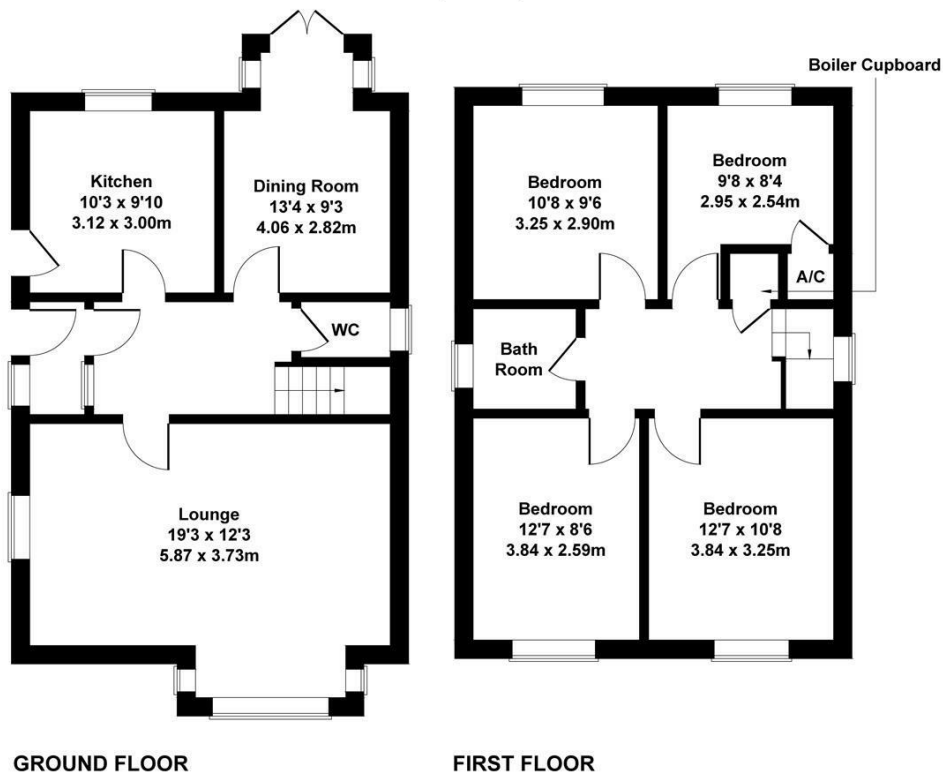 Boiler Cupboard
Kitchen
10'3 x 9'10
3.12 x 3.00m
Dining Room
13'4 x 9'3
4.06 x 2.82m
WC
Lounge
19'3 x 12'3
5.87 x 3.73m
GROUND FLOOR
Bedroom
10'8 x 9'6
3.25 x 2.90m
Bedroom
9'8 x 8'4
2.95 x 2.54m
A/C
Bath
Room
Bedroom
12'7 x 8'6
3.84 x 2.59m
Bedroom
12'7 x 10'8
3.84 x 3.25m
FIRST FLOOR